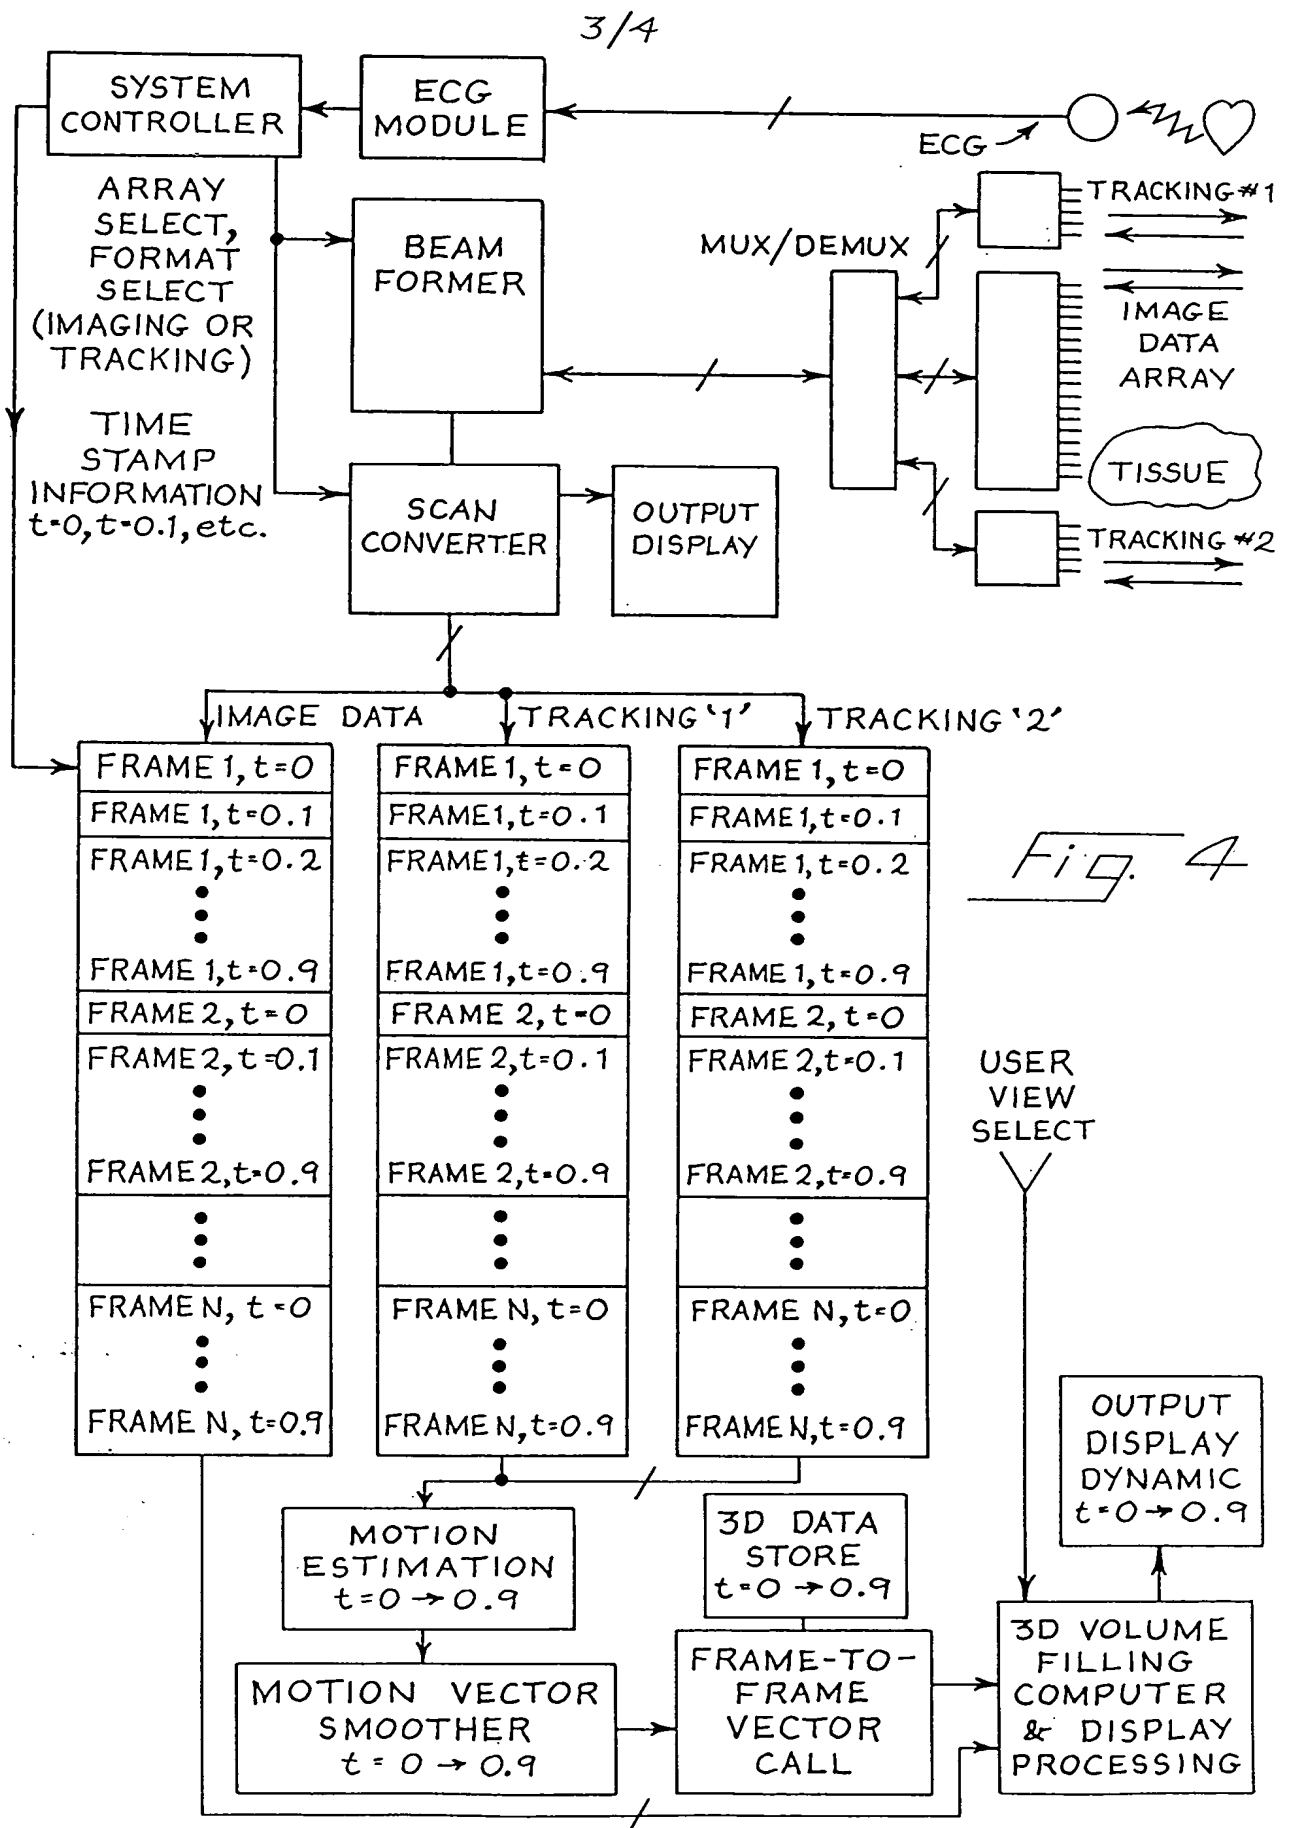 3/4
SYSTEM
CONTROLLER
ECG
MODULE
ECG
ARRAY
SELECT,
FORMAT
SELECT
(IMAGING OR
TRACKING)
TIME
STAMP
INFORMATION
t=0, t=0.1, etc.
BEAM
FORMER
MUX/DEMUX
TRACKING #1
IMAGE
DATA
ARRAY
TISSUE
TRACKING #2
SCAN
CONVERTER
OUTPUT
DISPLAY
IMAGE DATA
TRACKING '1'
TRACKING '2'
FRAME 1, t=0
FRAME 1, t=0.1
FRAME 1, t=0.2
FRAME 1, t=0.9
FRAME 2, t=0
FRAME 2, t=0.1
FRAME 2, t=0.9
FRAME N, t=0
FRAME N, t=0.9
FRAME 1, t=0
FRAME 1, t=0.1
FRAME 1, t=0.2
FRAME 1, t=0.9
FRAME 2, t=0
FRAME 2, t=0.1
FRAME 2, t=0.9
FRAME N, t=0
FRAME N, t=0.9
FRAME 1, t=0
FRAME 1, t=0.1
FRAME 1, t=0.2
FRAME 1, t=0.9
FRAME 2, t=0
FRAME 2, t=0.1
FRAME 2, t=0.9
FRAME N, t=0
FRAME N, t=0.9
Fig. 4
USER
VIEW
SELECT
OUTPUT
DISPLAY
DYNAMIC
t=0→0.9
MOTION
ESTIMATION
t=0→0.9
3D DATA
STORE
t=0→0.9
MOTION VECTOR
SMOOTHER
t=0→0.9
FRAME-TO-
FRAME
VECTOR
CALL
3D VOLUME
FILLING
COMPUTER
& DISPLAY
PROCESSING